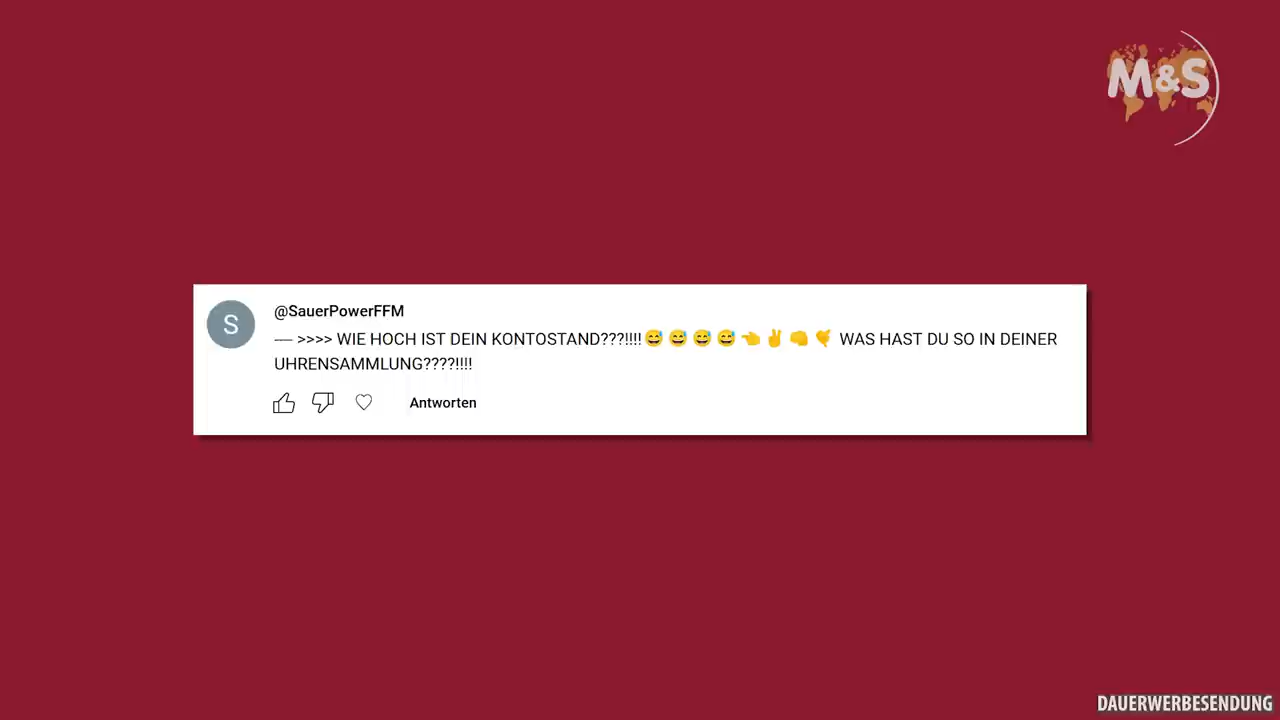 M&S
S
@SauerPowerFFM
— >>>> WIE HOCH IST DEIN KONTOSTAND???!!!!😅 😅 😅 😅 👈 ✌ 👊 🤙 WAS HAST DU SO IN DEINER
UHRENSAMMLUNG????!!!!
Antworten
DAUERWERBESENDUNG